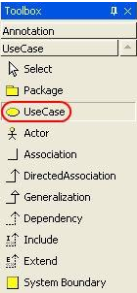 Toolbox
Annotation
UseCase
Select
Package
UseCase
Actor
Association
DirectedAssociation
Generalization
Dependency
Include
Extend
System Boundary